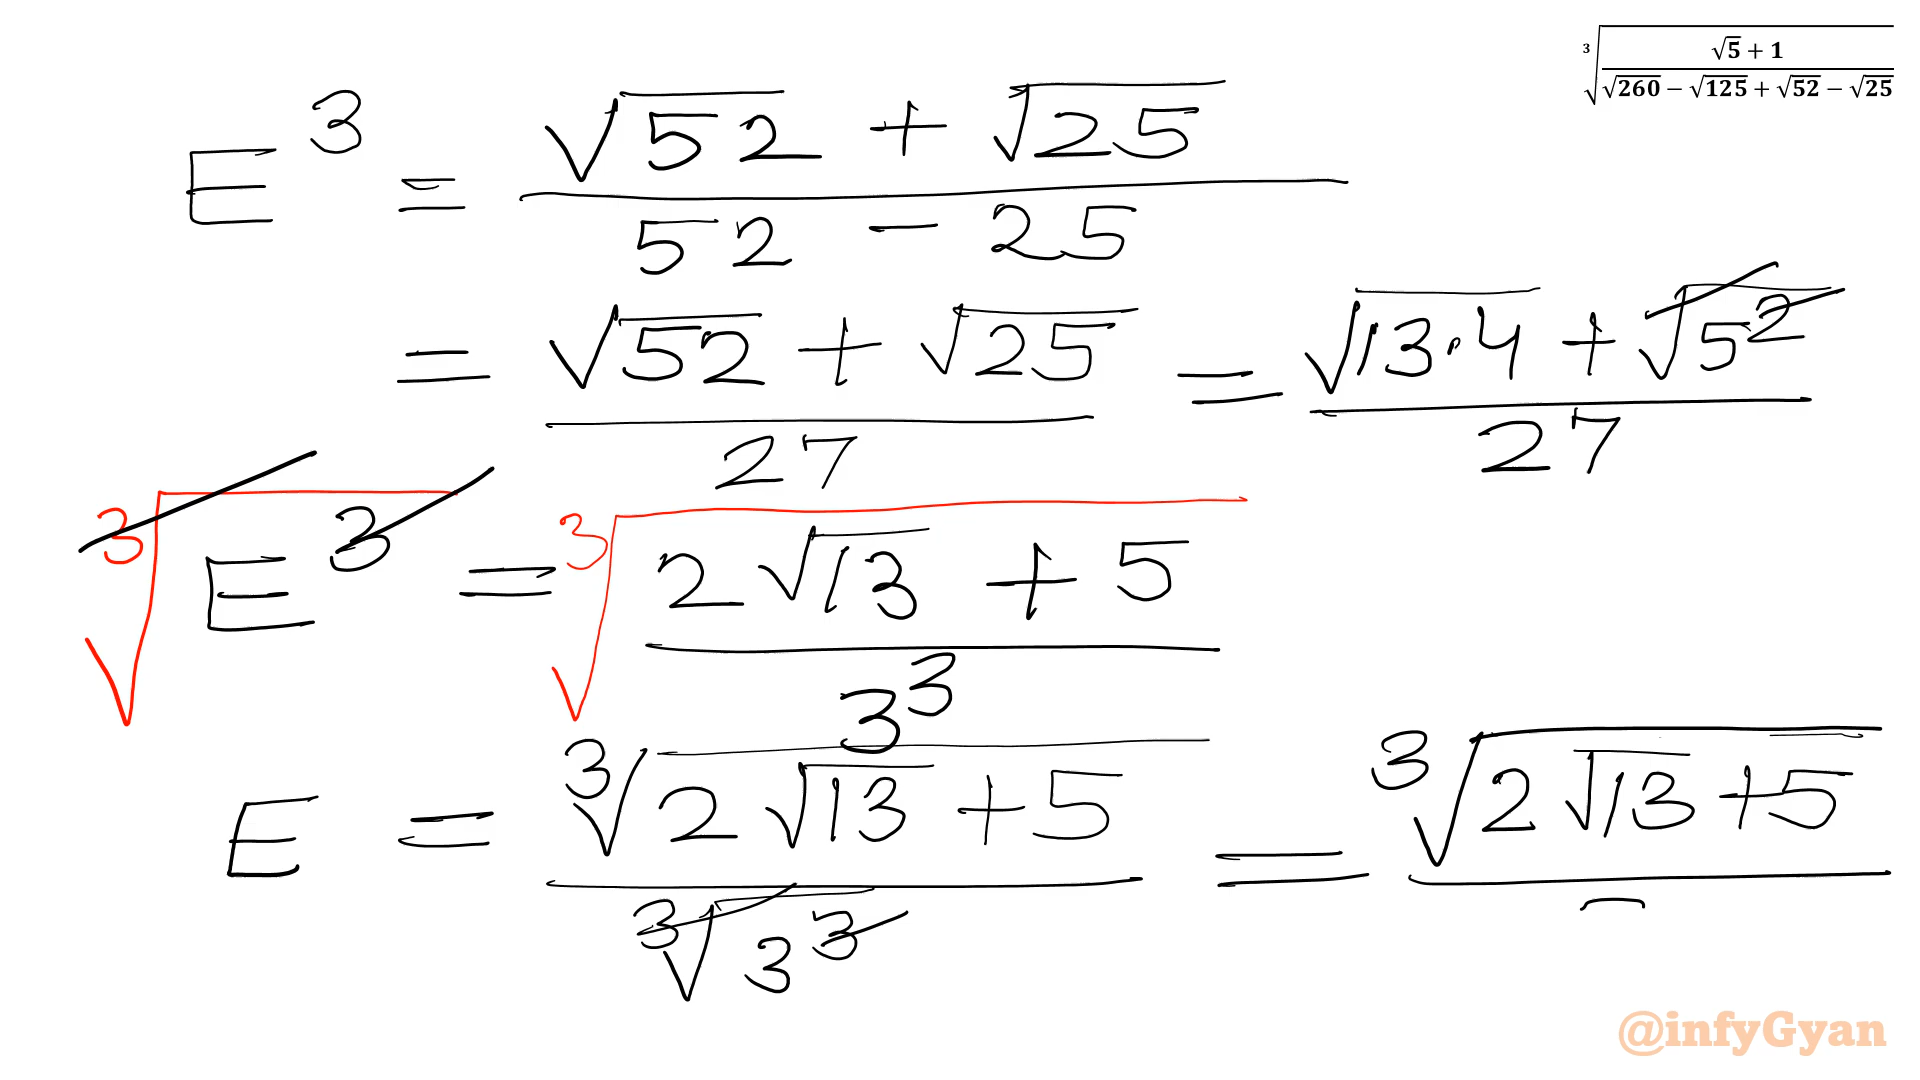 ∛((√5 + 1)/(√260 − √125 + √52 − √25))
E³ = (√52 + √25)/(52 − 25)
= (√52 + √25)/27 = (√(13·4) + √(5²))/27
∛(E³) = ∛((2√13 + 5)/3³)
E = ∛(2√13 + 5)/∛(3³) = ∛(2√13 + 5)/
@infyGyan